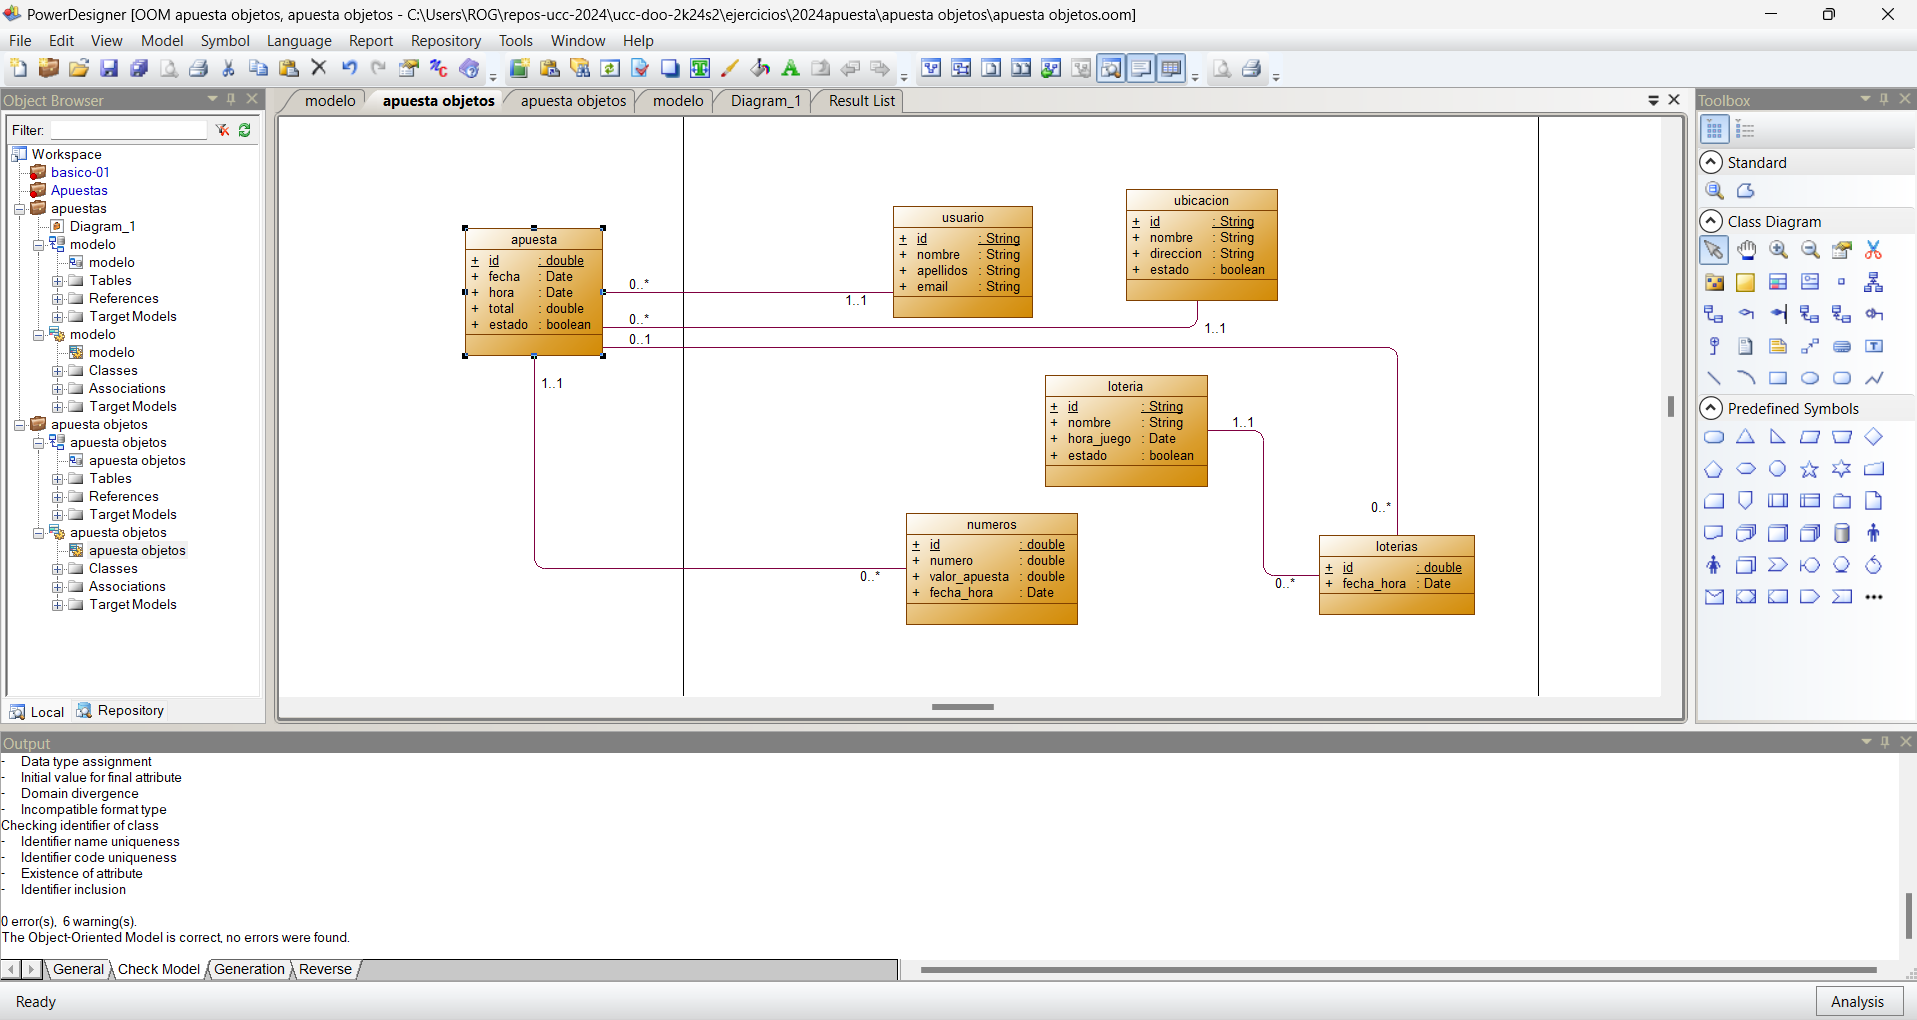 PowerDesigner [OOM apuesta objetos, apuesta objetos - C:\Users\ROG\repos-ucc-2024\ucc-doo-2k24s2\ejercicios\2024apuesta\apuesta objetos\apuesta objetos.oom]
File Edit View Model Symbol Language Report Repository Tools Window Help
Object Browser
modelo
apuesta objetos
apuesta objetos
modelo
Diagram_1
Result List
Toolbox
Filter:
Workspace
basico-01
Apuestas
apuestas
Diagram_1
modelo
modelo
Tables
References
Target Models
modelo
modelo
Classes
Associations
Target Models
apuesta objetos
apuesta objetos
apuesta objetos
Tables
References
Target Models
apuesta objetos
apuesta objetos
Classes
Associations
Target Models
Local
Repository
apuesta
+ id : double
+ fecha : Date
+ hora : Date
+ total : double
+ estado : boolean
usuario
+ id : String
+ nombre : String
+ apellidos : String
+ email : String
ubicacion
+ id : String
+ nombre : String
+ direccion : String
+ estado : boolean
0..*
1..1
0..*
1..1
0..1
1..1
loteria
+ id : String
+ nombre : String
+ hora_juego : Date
+ estado : boolean
1..1
0..*
numeros
+ id : double
+ numero : double
+ valor_apuesta : double
+ fecha_hora : Date
0..*
loterias
+ id : double
+ fecha_hora : Date
0..*
Standard
Class Diagram
Predefined Symbols
Output
- Data type assignment
- Initial value for final attribute
- Domain divergence
- Incompatible format type
Checking identifier of class
- Identifier name uniqueness
- Identifier code uniqueness
- Existence of attribute
- Identifier inclusion
0 error(s), 6 warning(s).
The Object-Oriented Model is correct, no errors were found.
General
Check Model
Generation
Reverse
Ready
Analysis